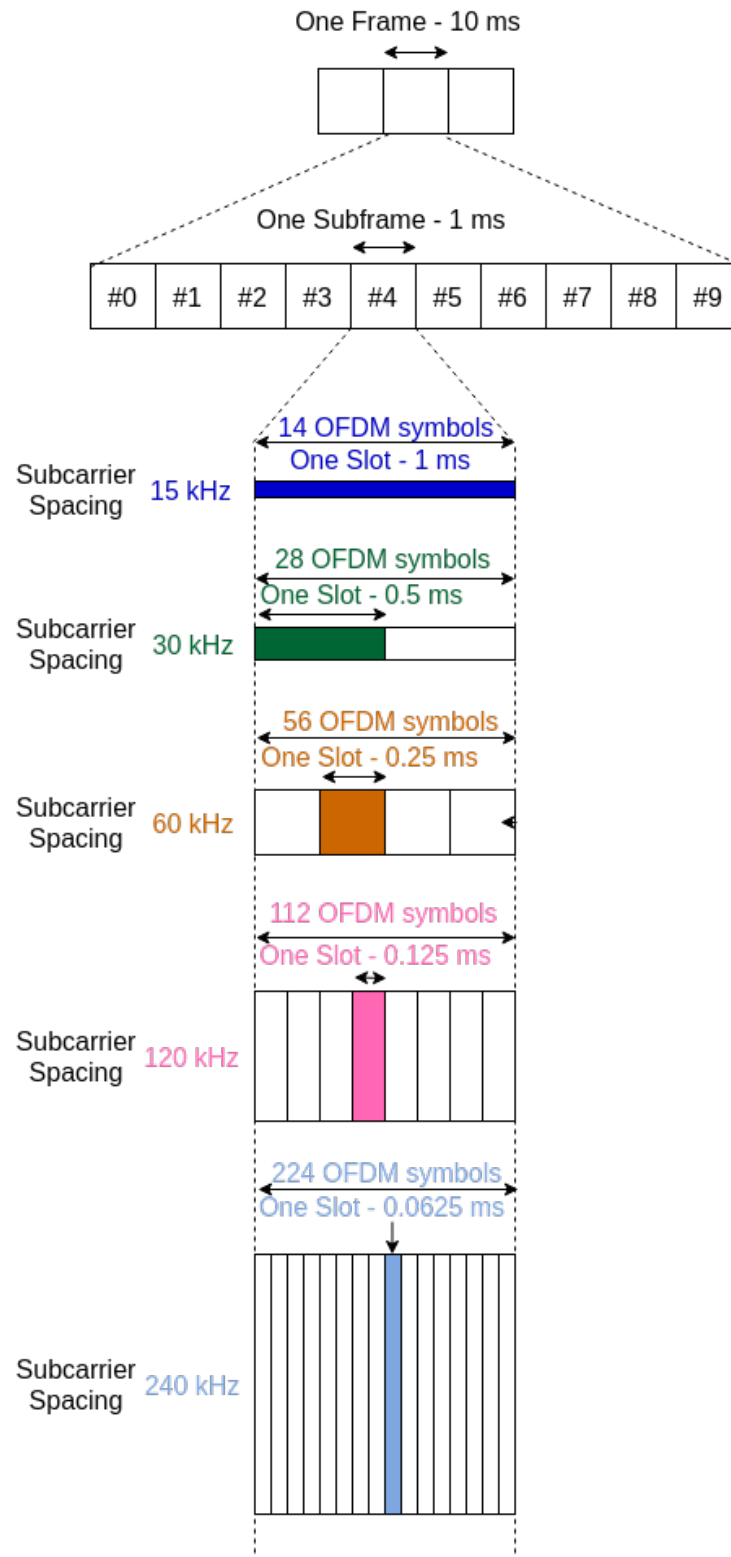 One Frame - 10 ms
One Subframe - 1 ms
#0 #1 #2 #3 #4 #5 #6 #7 #8 #9
14 OFDM symbols
One Slot - 1 ms
Subcarrier
Spacing
15 kHz
28 OFDM symbols
One Slot - 0.5 ms
Subcarrier
Spacing
30 kHz
56 OFDM symbols
One Slot - 0.25 ms
Subcarrier
Spacing
60 kHz
112 OFDM symbols
One Slot - 0.125 ms
Subcarrier
Spacing
120 kHz
224 OFDM symbols
One Slot - 0.0625 ms
Subcarrier
Spacing
240 kHz